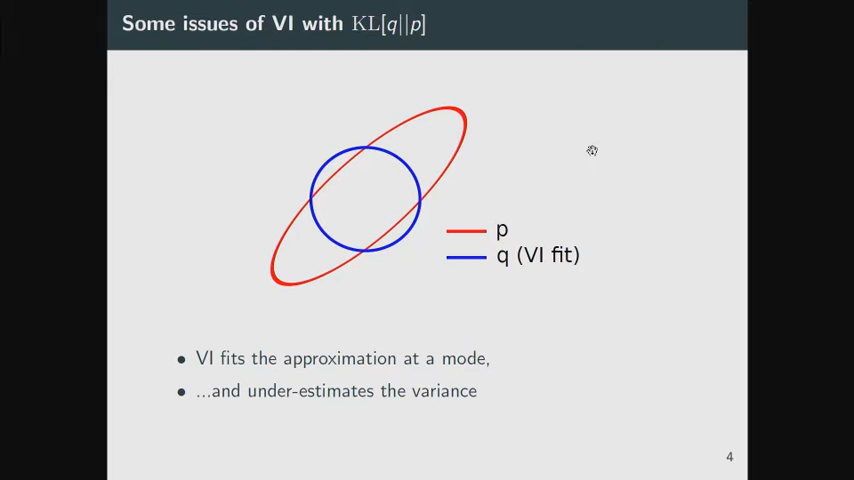 Some issues of VI with KL[q||p]
p
q (VI fit)
• VI fits the approximation at a mode,
• ...and under-estimates the variance
4